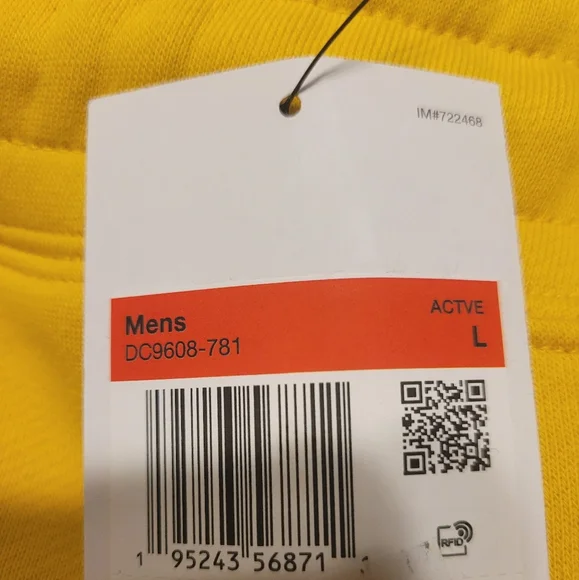 IM#722468
Mens
ACTVE
DC9608-781
L
RFID
1 95243 56871